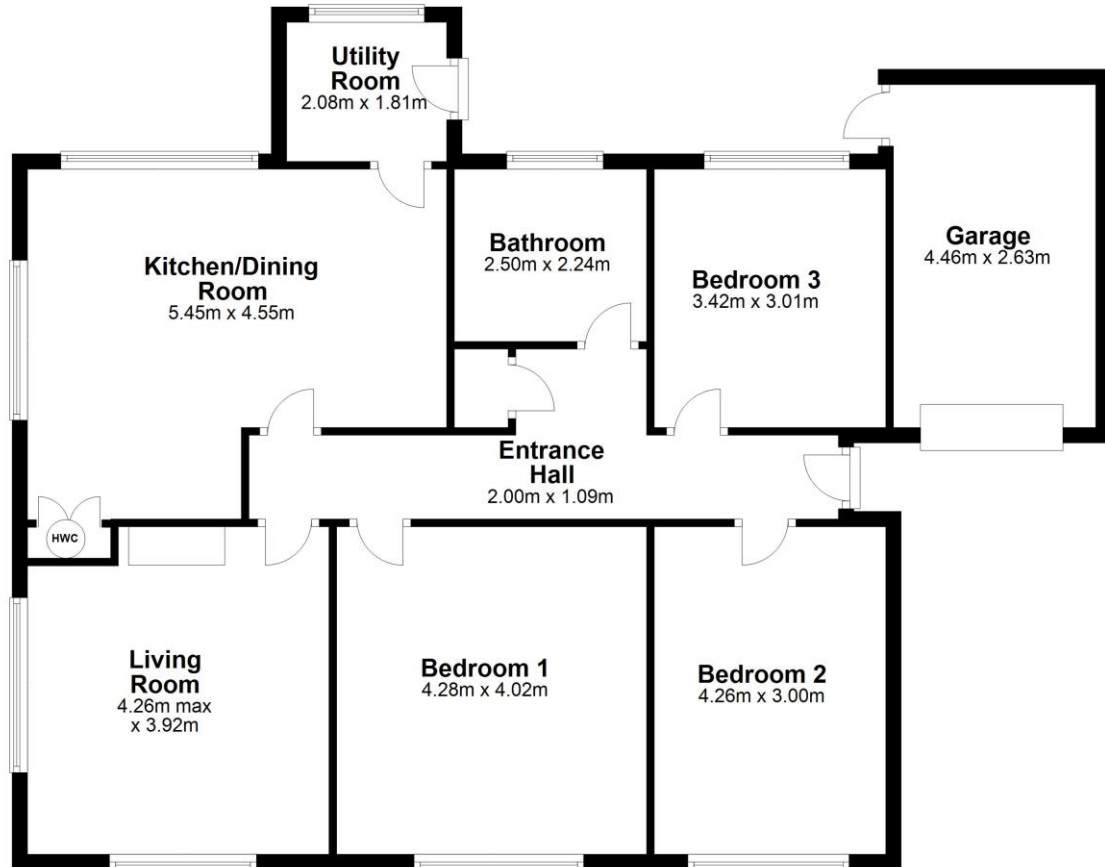 Utility
Room
2.08m x 1.81m
Kitchen/Dining
Room
5.45m x 4.55m
Bathroom
2.50m x 2.24m
Bedroom 3
3.42m x 3.01m
Garage
4.46m x 2.63m
Entrance
Hall
2.00m x 1.09m
HWC
Living
Room
4.26m max
x 3.92m
Bedroom 1
4.28m x 4.02m
Bedroom 2
4.26m x 3.00m